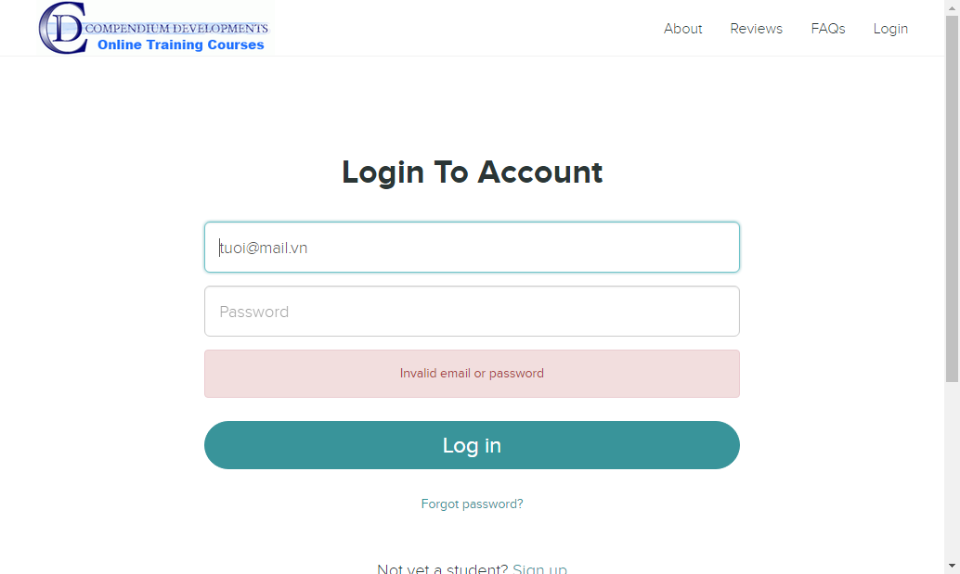 COMPENDIUM DEVELOPMENTS
Online Training Courses
About Reviews FAQs Login
Login To Account
tuoi@mail.vn
Password
Invalid email or password
Log in
Forgot password?
Not yet a student? Sign up